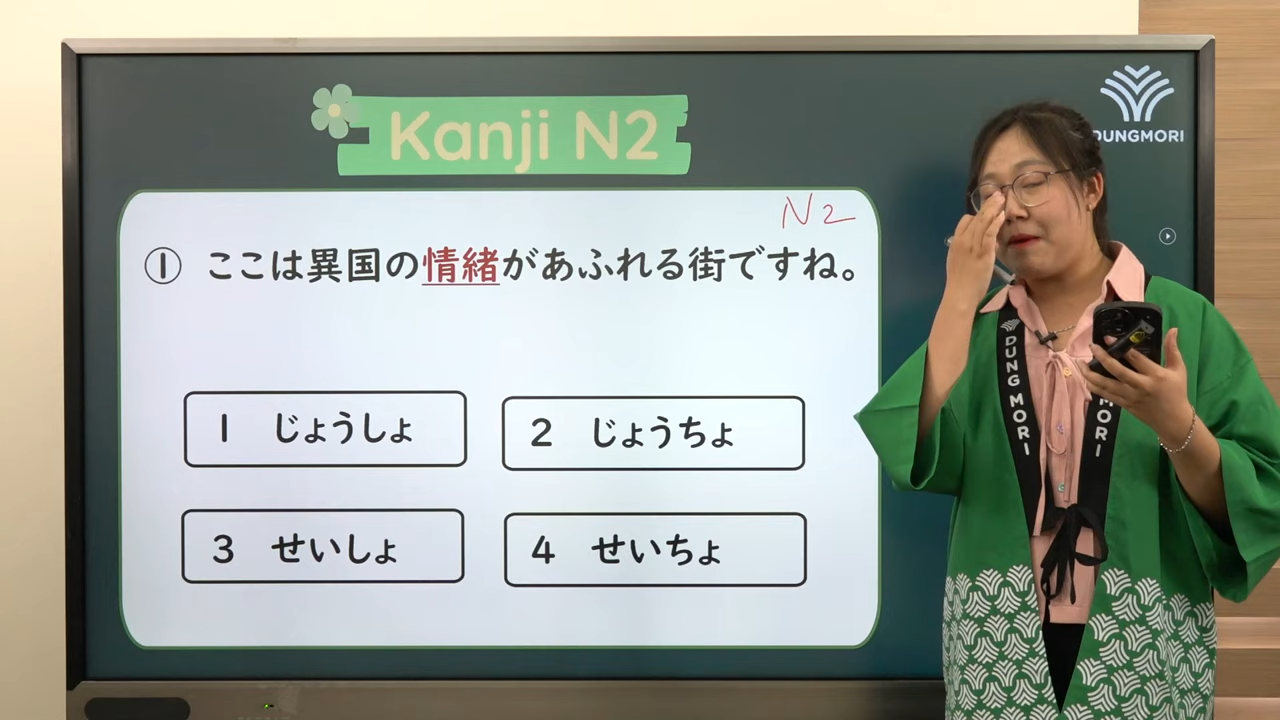 Kanji N2
DUNGMORI
N2
① ここは異国の情緒があふれる街ですね。
1 じょうしょ
2 じょうちょ
3 せいしょ
4 せいちょ
DUNG MORI
MORI